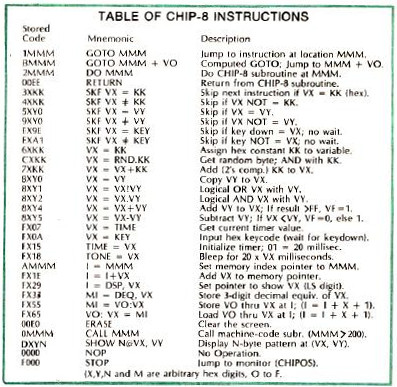 TABLE OF CHIP-8 INSTRUCTIONS
Stored
Code Mnemonic Description
1MMM GOTO MMM Jump to instruction at location MMM.
BMMM GOTO MMM + VO Computed GOTO; Jump to MMM + VO.
2MMM DO MMM Do CHIP-8 subroutine at MMM.
00EE RETURN Return from CHIP-8 subroutine.
3XKK SKF VX = KK Skip next instruction if VX = KK (hex).
4XKK SKF VX ≠ KK Skip if VX NOT = KK.
5XY0 SKF VX = VY Skip if VX = VY.
9XY0 SKF VX ≠ VY Skip if VX NOT = VY.
EX9E SKF VX = KEY Skip if key down = VX; no wait.
EXA1 SKF VX ≠ KEY Skip if key NOT = VX; no wait.
6XKK VX = KK Assign hex constant KK to variable.
CXKK VX = RND.KK Get random byte; AND with KK.
7XKK VX = VX+KK Add (2's comp.) KK to VX.
8XY0 VX = VY Copy VY to VX.
8XY1 VX = VX!VY Logical OR VX with VY.
8XY2 VX = VX.VY Logical AND VX with VY.
8XY4 VX = VX+VY Add VY to VX; If result >FF, VF=1.
8XY5 VX = VX-VY Subtract VY; If VX <VY, VF=0, else 1.
FX07 VX = TIME Get current timer value.
FX0A VX = KEY Input hex keycode (wait for keydown).
FX15 TIME = VX Initialize timer; 01 = 20 millisec.
FX18 TONE = VX Bleep for 20 x VX milliseconds.
AMMM I = MMM Set memory index pointer to MMM.
FX1E I = I+VX Add VX to memory pointer.
FX29 I = DSP, VX Set pointer to show VX (LS digit).
FX33 MI = DEQ, VX Store 3-digit decimal equiv. of VX.
FX55 MI = VO: VX Store VO thru VX at I; (I = I + X + 1).
FX65 VO: VX = MI Load VO thru VX at I; (I = I + X + 1).
00E0 ERASE Clear the screen.
0MMM CALL MMM Call machine-code subr. (MMM>200).
DXYN SHOW N@VX, VY Display N-byte pattern at (VX, VY).
0000 NOP No Operation.
F000 STOP Jump to monitor (CHIPOS).
(X,Y,N and M are arbitrary hex digits, O to F.)